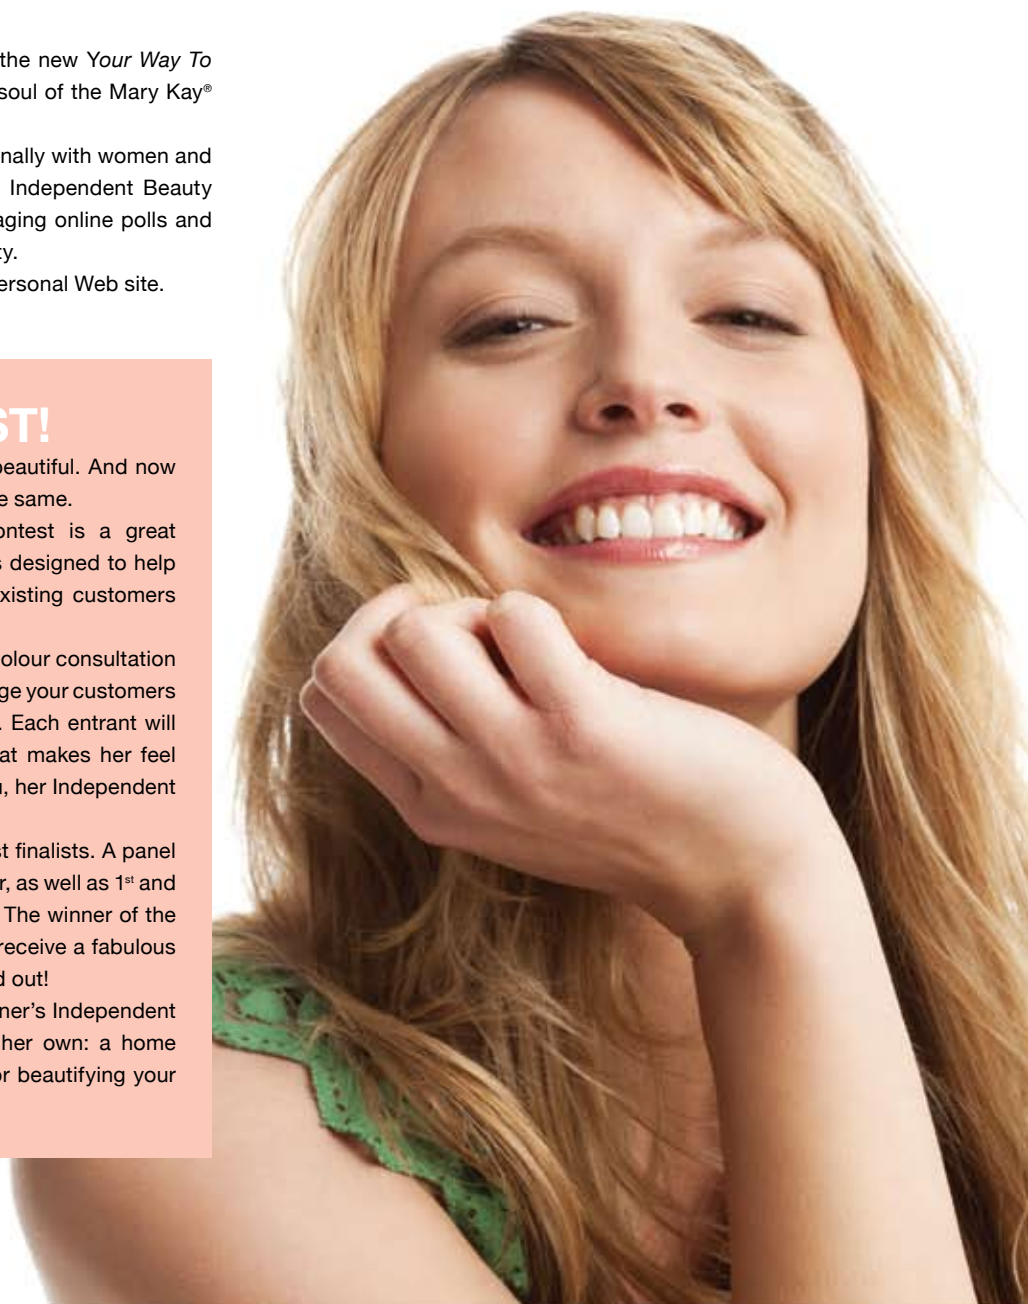 the new Your Way To
soul of the Mary Kay®
nally with women and
Independent Beauty
aging online polls and
ty.
ersonal Web site.
ST!
beautiful. And now
e same.
ontest is a great
s designed to help
xisting customers
olour consultation
ge your customers
. Each entrant will
at makes her feel
u, her Independent
st finalists. A panel
r, as well as 1st and
The winner of the
receive a fabulous
d out!
ner’s Independent
her own: a home
or beautifying your